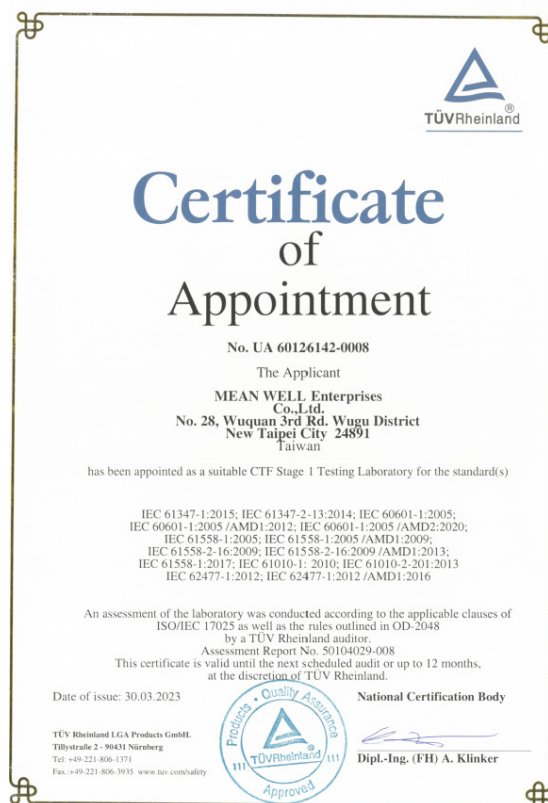 TÜVRheinland®
Certificate
of
Appointment
No. UA 60126142-0008
The Applicant
MEAN WELL Enterprises
Co.,Ltd.
No. 28, Wuquan 3rd Rd. Wugu District
New Taipei City 24891
Taiwan
has been appointed as a suitable CTF Stage 1 Testing Laboratory for the standard(s)
IEC 61347-1:2015; IEC 61347-2-13:2014; IEC 60601-1:2005;
IEC 60601-1:2005 /AMD1:2012; IEC 60601-1:2005 /AMD2:2020;
IEC 61558-1:2005; IEC 61558-1:2005 /AMD1:2009;
IEC 61558-2-16:2009; IEC 61558-2-16:2009 /AMD1:2013;
IEC 61558-1:2017; IEC 61010-1: 2010; IEC 61010-2-201:2013
IEC 62477-1:2012; IEC 62477-1:2012 /AMD1:2016
An assessment of the laboratory was conducted according to the applicable clauses of
ISO/IEC 17025 as well as the rules outlined in OD-2048
by a TÜV Rheinland auditor.
Assessment Report No. 50104029-008
This certificate is valid until the next scheduled audit or up to 12 months,
at the discretion of TÜV Rheinland.
Date of issue: 30.03.2023
National Certification Body
Products • Quality Assurance
TÜVRheinland
111 111
Approved
TÜV Rheinland LGA Products GmbH.
Tillystraße 2 - 90431 Nürnberg
Tel: +49-221-806-1371
Fax: +49-221-806-3935 www.tuv.com/safety
Dipl.-Ing. (FH) A. Klinker